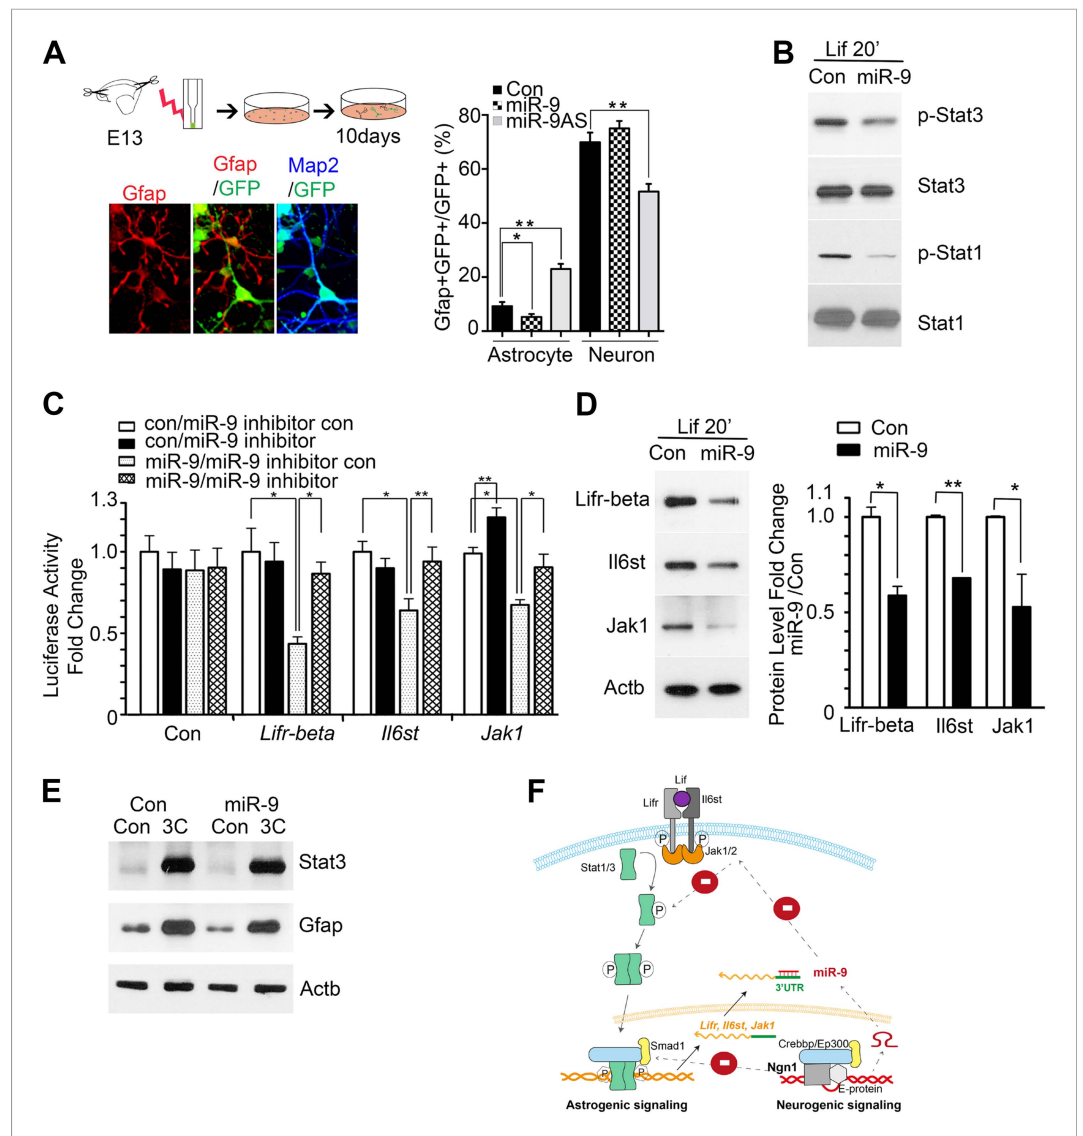 A
E13
10days
Gfap
Gfap
/GFP
Map2
/GFP
Con
miR-9
miR-9AS
Gfap+GFP+/GFP+ (%)
80
60
40
20
0
**
*
**
Astrocyte
Neuron
B
Lif 20’
Con miR-9
p-Stat3
Stat3
p-Stat1
Stat1
C
con/miR-9 inhibitor con
con/miR-9 inhibitor
miR-9/miR-9 inhibitor con
miR-9/miR-9 inhibitor
Luciferase Activity
Fold Change
1.3
1.0
0.5
0
* *
* **
**
* *
Con
Lifr-beta
Il6st
Jak1
D
Lif 20’
Con miR-9
Lifr-beta
Il6st
Jak1
Actb
Con
miR-9
Protein Level Fold Change
miR-9 /Con
1.1
1.0
0.5
0
* ** *
Lifr-beta Il6st Jak1
E
Con miR-9
Con 3C Con 3C
Stat3
Gfap
Actb
F
Lif
Lifr
Il6st
P P
Jak1/2
Stat1/3
P
P P
miR-9
3’UTR
Lifr, Il6st, Jak1
Smad1
P P
Crebbp/Ep300
Ngn1
E-protein
Astrogenic signaling
Neurogenic signaling